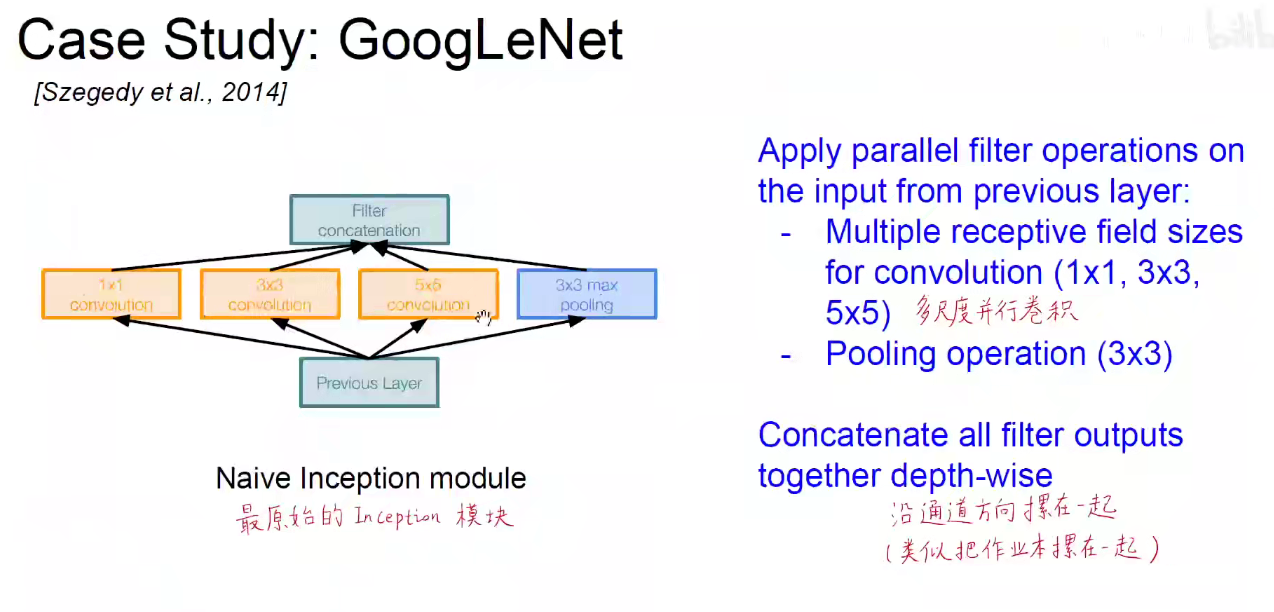 Case Study: GoogLeNet
[Szegedy et al., 2014]
Filter
concatenation
1x1
convolution
3x3
convolution
5x5
convolution
3x3 max
pooling
Previous Layer
Naive Inception module
最原始的 Inception 模块
Apply parallel filter operations on
the input from previous layer:
- Multiple receptive field sizes
for convolution (1x1, 3x3,
5x5) 多尺度并行卷积
- Pooling operation (3x3)
Concatenate all filter outputs
together depth-wise
沿通道方向摞在一起
(类似把作业本摞在一起)